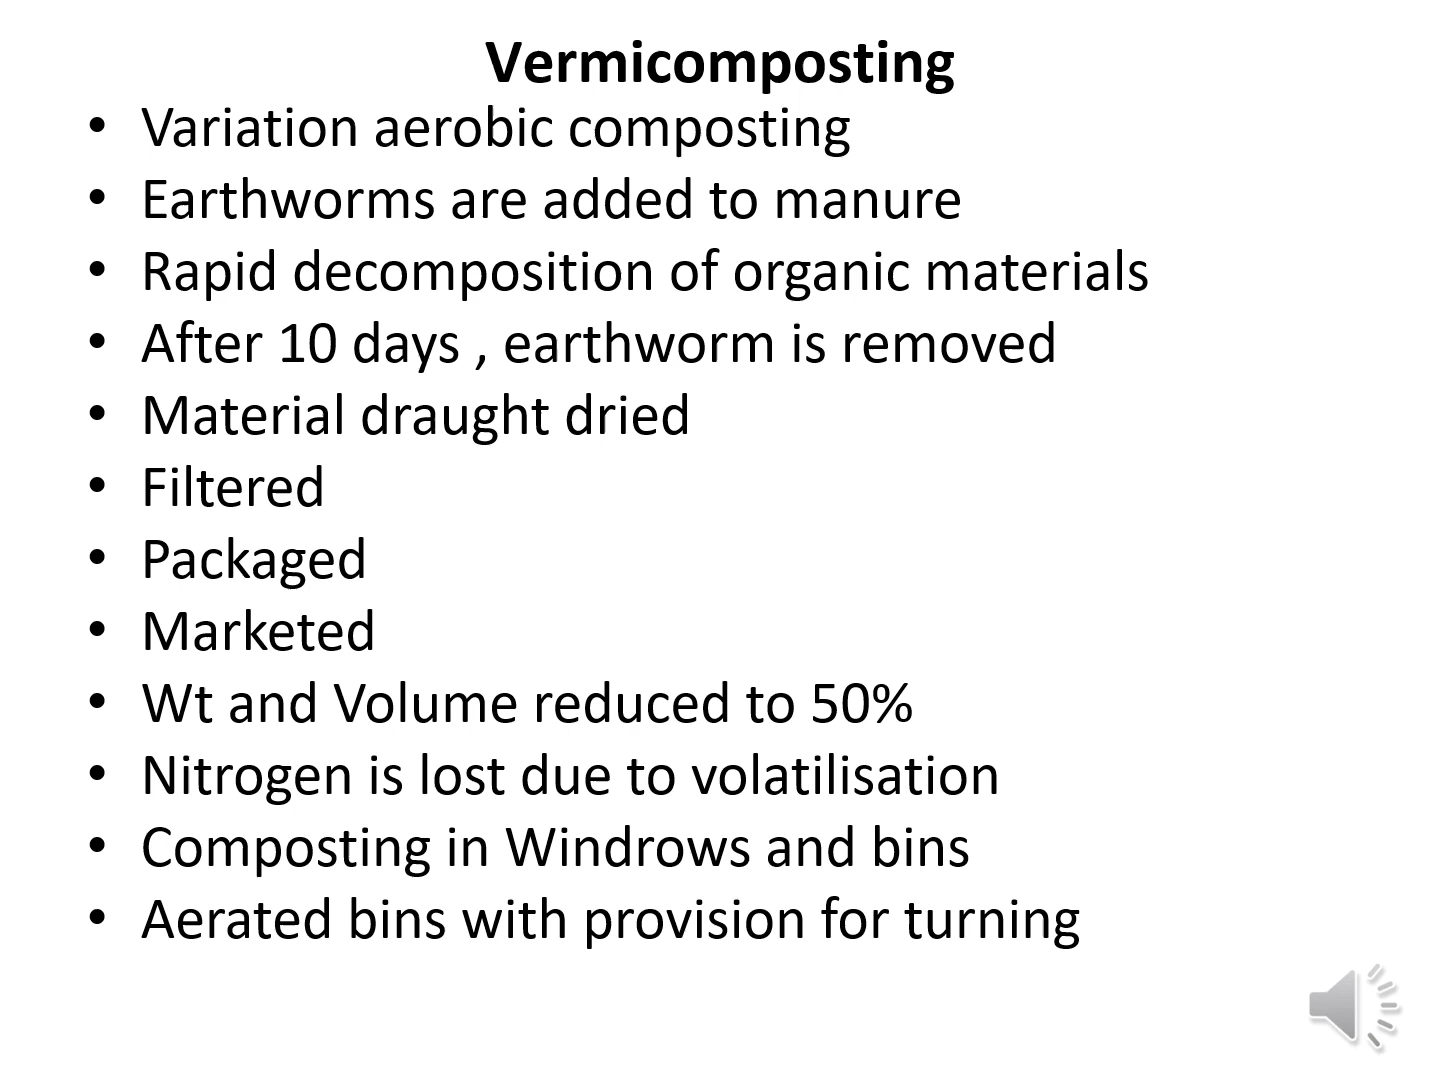 Vermicomposting
• Variation aerobic composting
• Earthworms are added to manure
• Rapid decomposition of organic materials
• After 10 days , earthworm is removed
• Material draught dried
• Filtered
• Packaged
• Marketed
• Wt and Volume reduced to 50%
• Nitrogen is lost due to volatilisation
• Composting in Windrows and bins
• Aerated bins with provision for turning